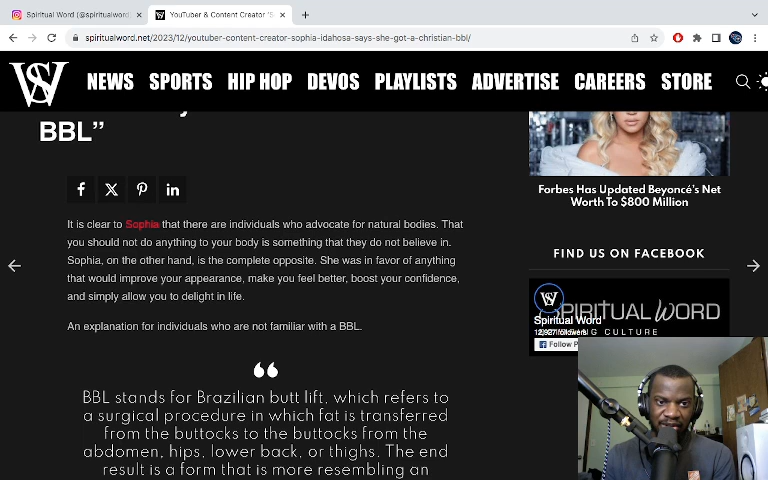 Spiritual Word (@spiritualword
YouTuber & Content Creator 'S
spiritualword.net/2023/12/youtuber-content-creator-sophia-idahosa-says-she-got-a-christian-bbl/
NEWS SPORTS HIP HOP DEVOS PLAYLISTS ADVERTISE CAREERS STORE
BBL”
It is clear to Sophia that there are individuals who advocate for natural bodies. That
you should not do anything to your body is something that they do not believe in.
Sophia, on the other hand, is the complete opposite. She was in favor of anything
that would improve your appearance, make you feel better, boost your confidence,
and simply allow you to delight in life.
An explanation for individuals who are not familiar with a BBL.
BBL stands for Brazilian butt lift, which refers to
a surgical procedure in which fat is transferred
from the buttocks to the buttocks from the
abdomen, hips, lower back, or thighs. The end
result is a form that is more resembling an
Forbes Has Updated Beyoncé's Net
Worth To $800 Million
FIND US ON FACEBOOK
SPIRITUAL WORD
Spiritual Word
CULTURE
followers
Follow P